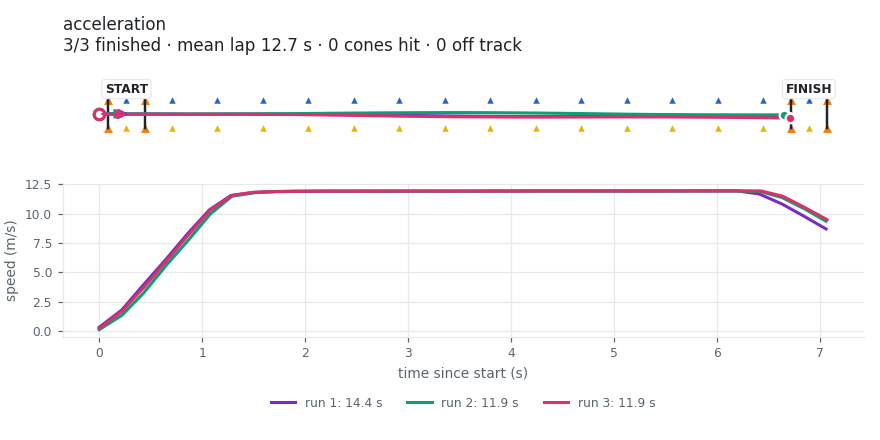 acceleration
3/3 finished · mean lap 12.7 s · 0 cones hit · 0 off track
START
FINISH
12.5
10.0
7.5
5.0
2.5
0.0
speed (m/s)
0 1 2 3 4 5 6 7
time since start (s)
run 1: 14.4 s run 2: 11.9 s run 3: 11.9 s